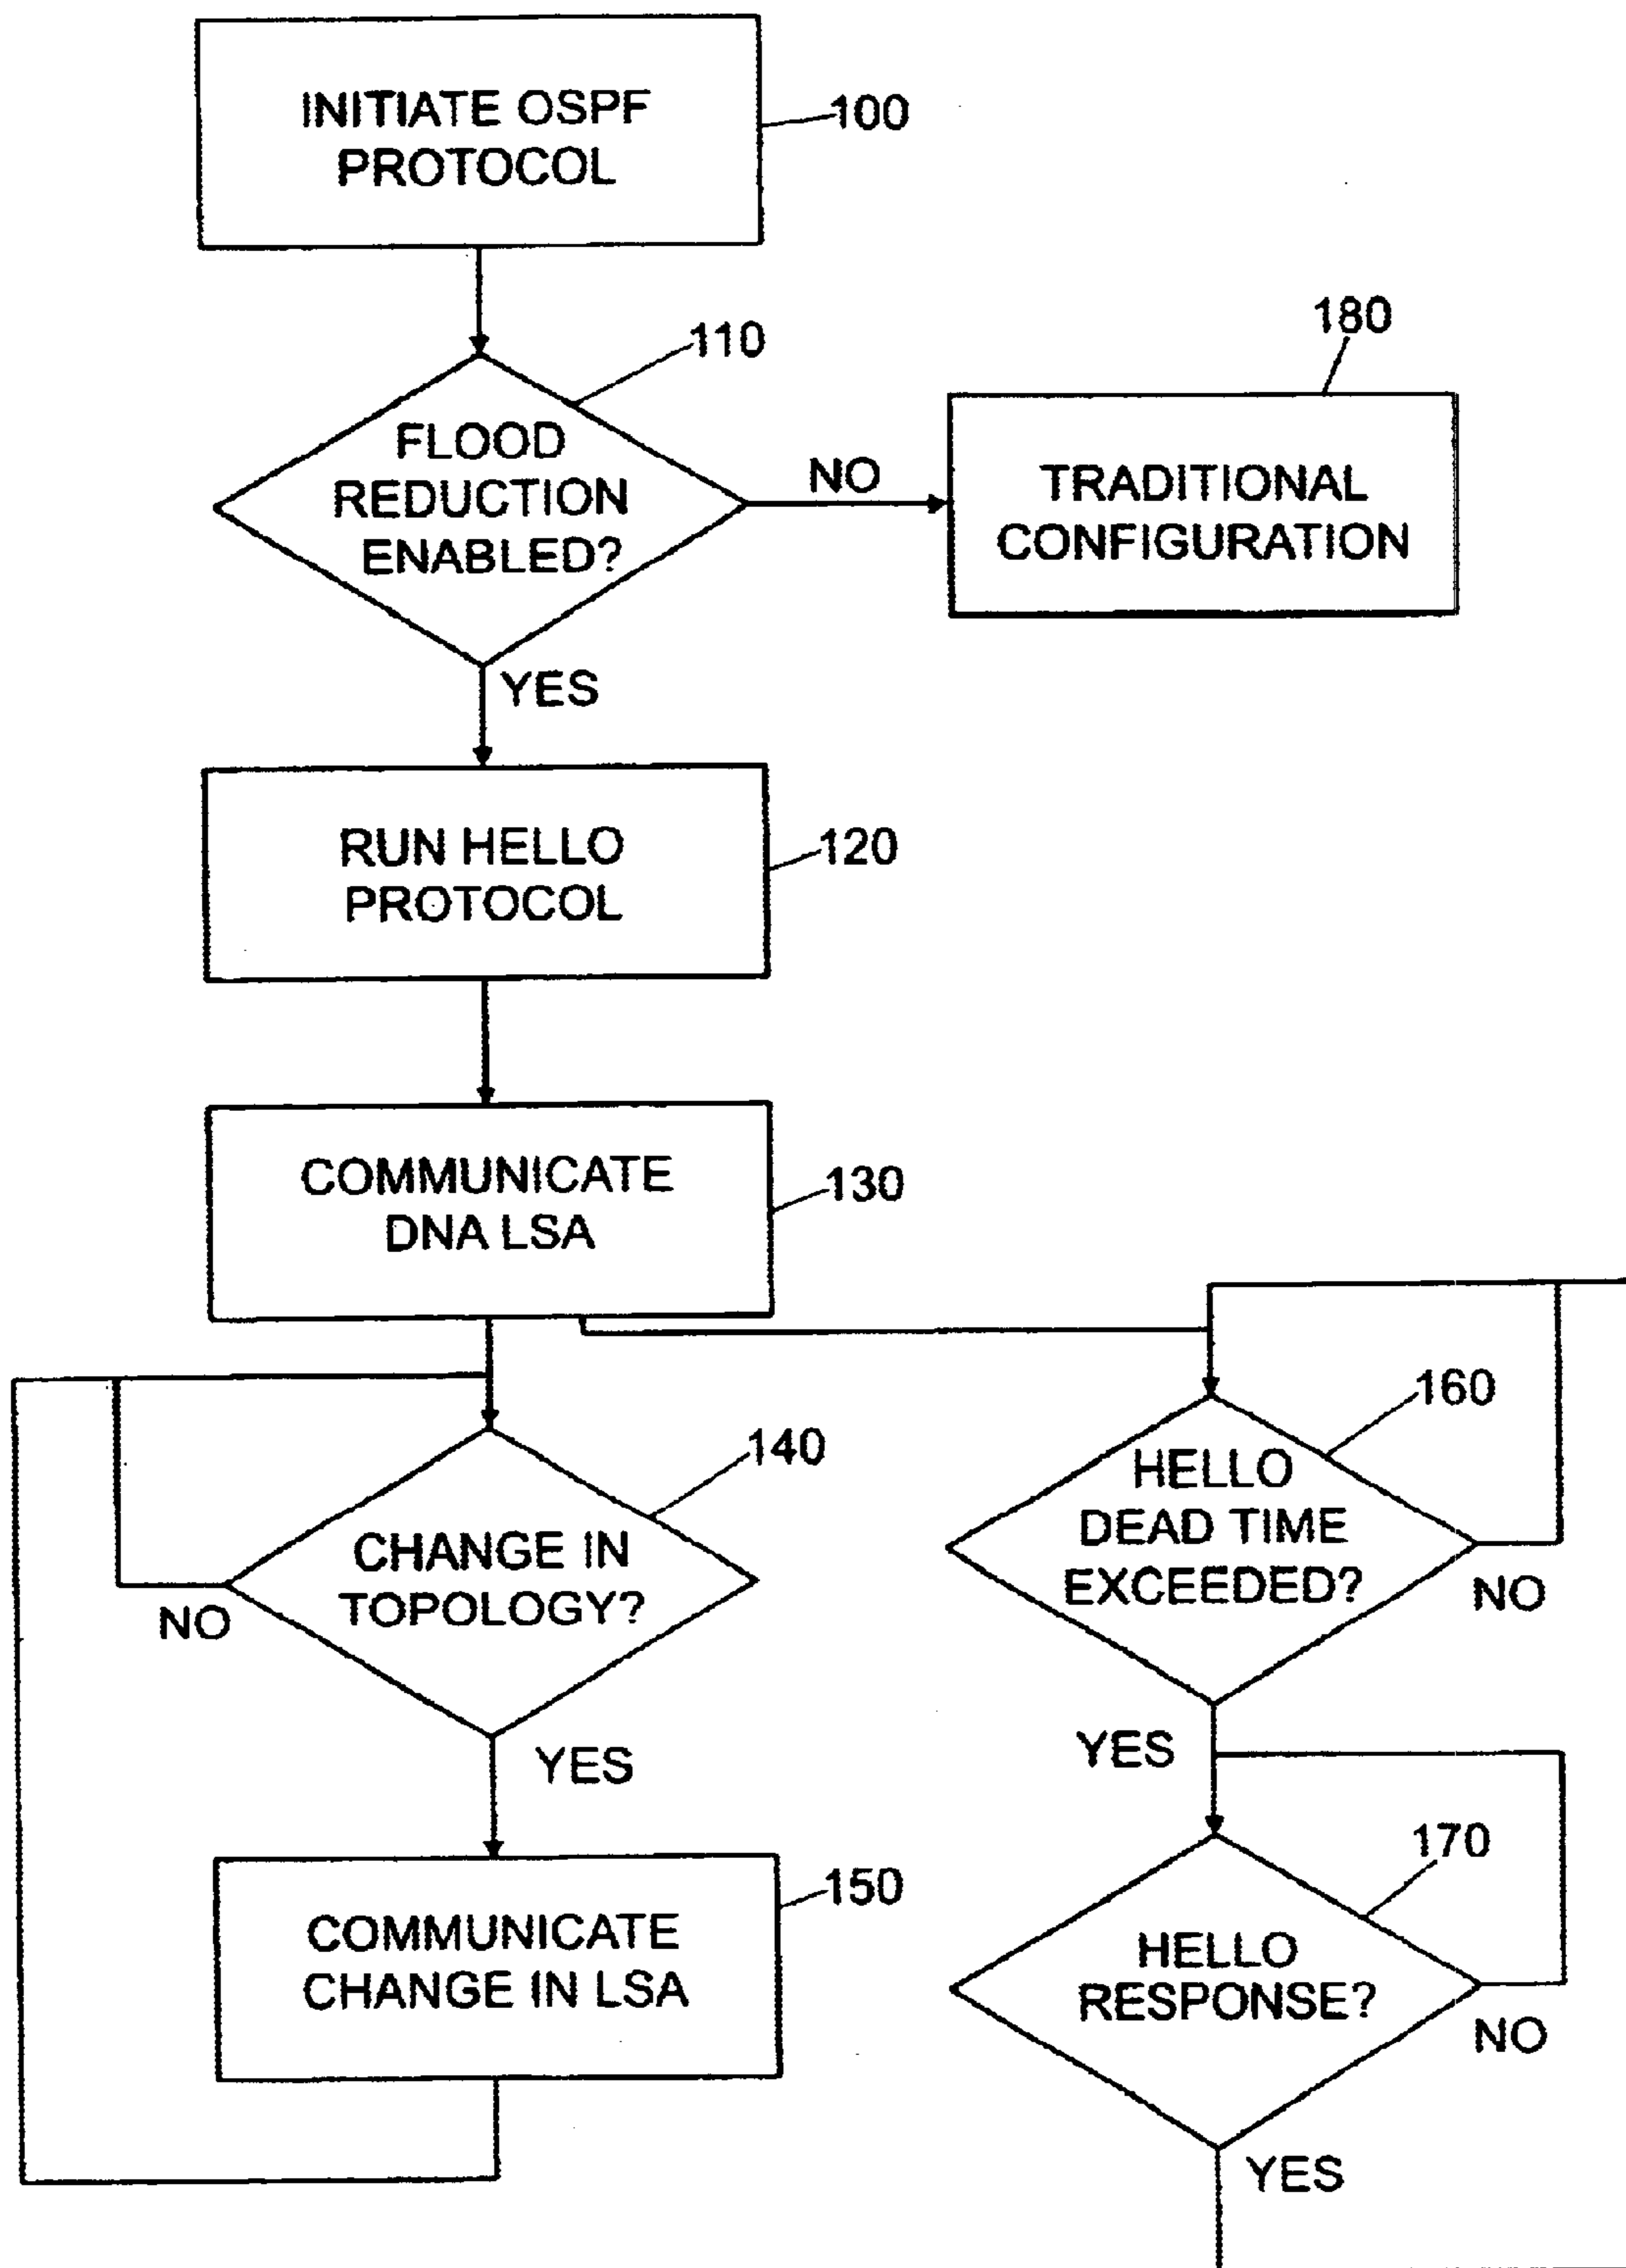 INITIATE OSPF
PROTOCOL
100
110
FLOOD
REDUCTION
ENABLED?
NO
180
TRADITIONAL
CONFIGURATION
YES
RUN HELLO
PROTOCOL
120
COMMUNICATE
DNA LSA
130
140
CHANGE IN
TOPOLOGY?
NO
YES
COMMUNICATE
CHANGE IN LSA
150
160
HELLO
DEAD TIME
EXCEEDED?
NO
YES
170
HELLO
RESPONSE?
NO
YES